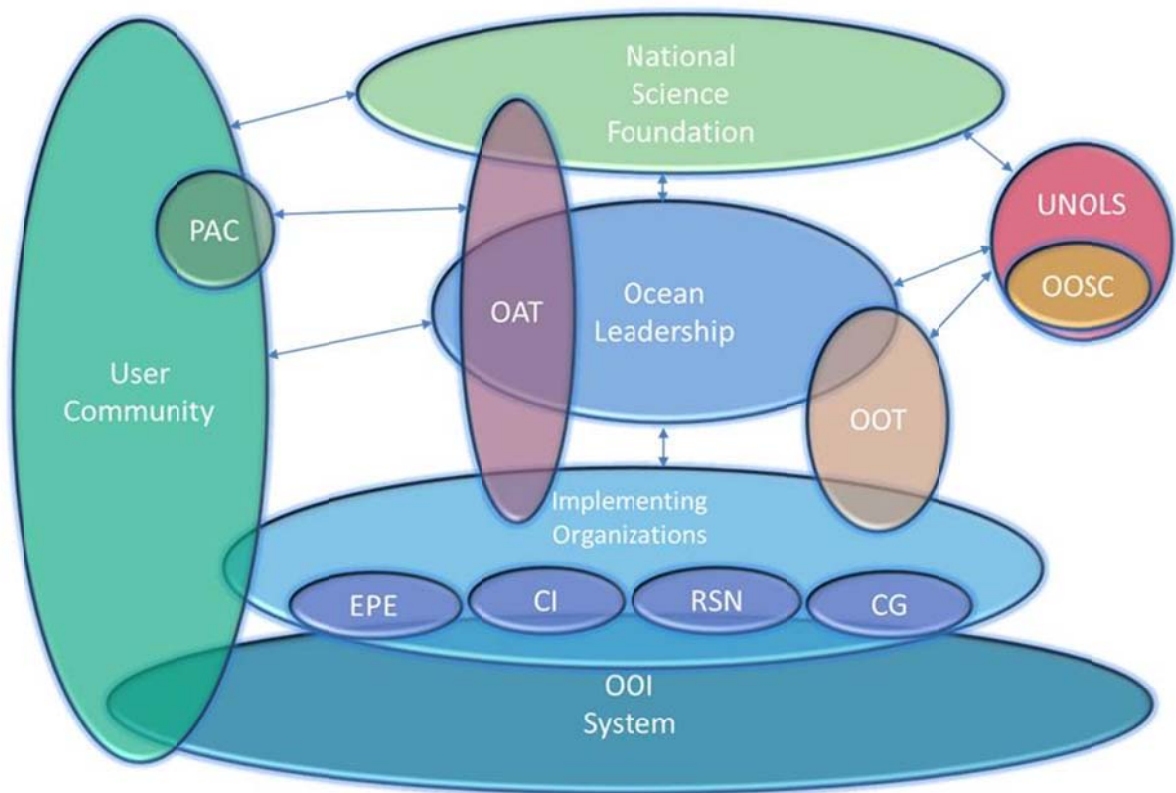 National
Science
Foundation
PAC
UNOLS
OOSC
OAT
Ocean
Leadership
User
Community
OOT
Implementing
Organizations
EPE
CI
RSN
CG
OOI
System